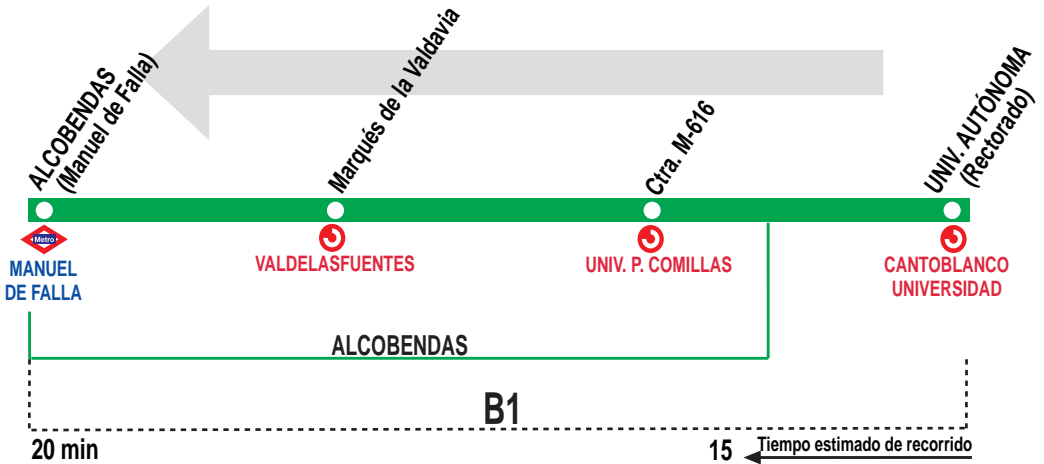 ALCOBENDAS
(Manuel de Falla)
Marqués de la Valdavia
Ctra. M-616
UNIV. AUTÓNOMA
(Rectorado)
Metro
MANUEL
DE FALLA
VALDELASFUENTES
UNIV. P. COMILLAS
CANTOBLANCO
UNIVERSIDAD
ALCOBENDAS
B1
20 min
15
Tiempo estimado de recorrido